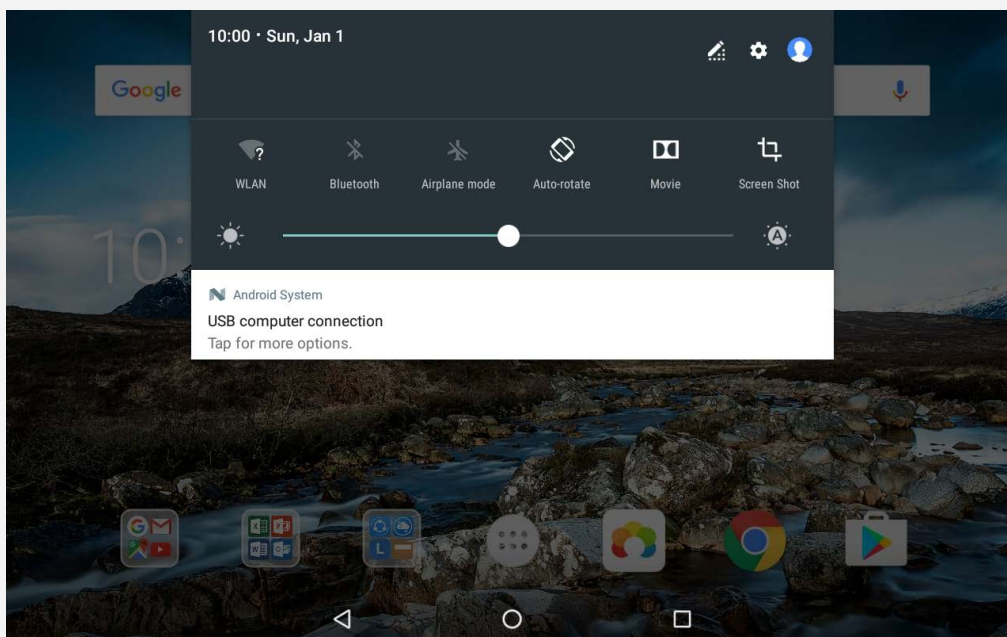 10:00 · Sun, Jan 1
Google
WLAN
Bluetooth
Airplane mode
Auto-rotate
Movie
Screen Shot
10:
A
Android System
USB computer connection
Tap for more options.